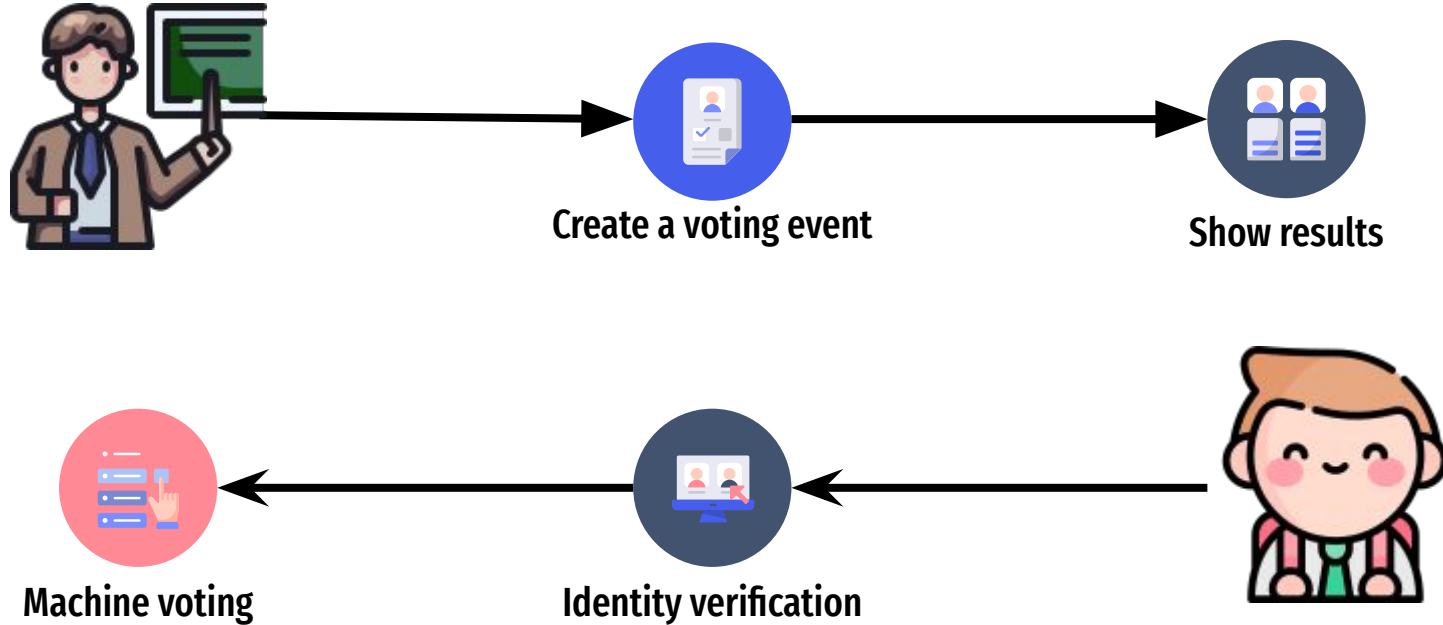 Create a voting event
Show results
Machine voting
Identity verification